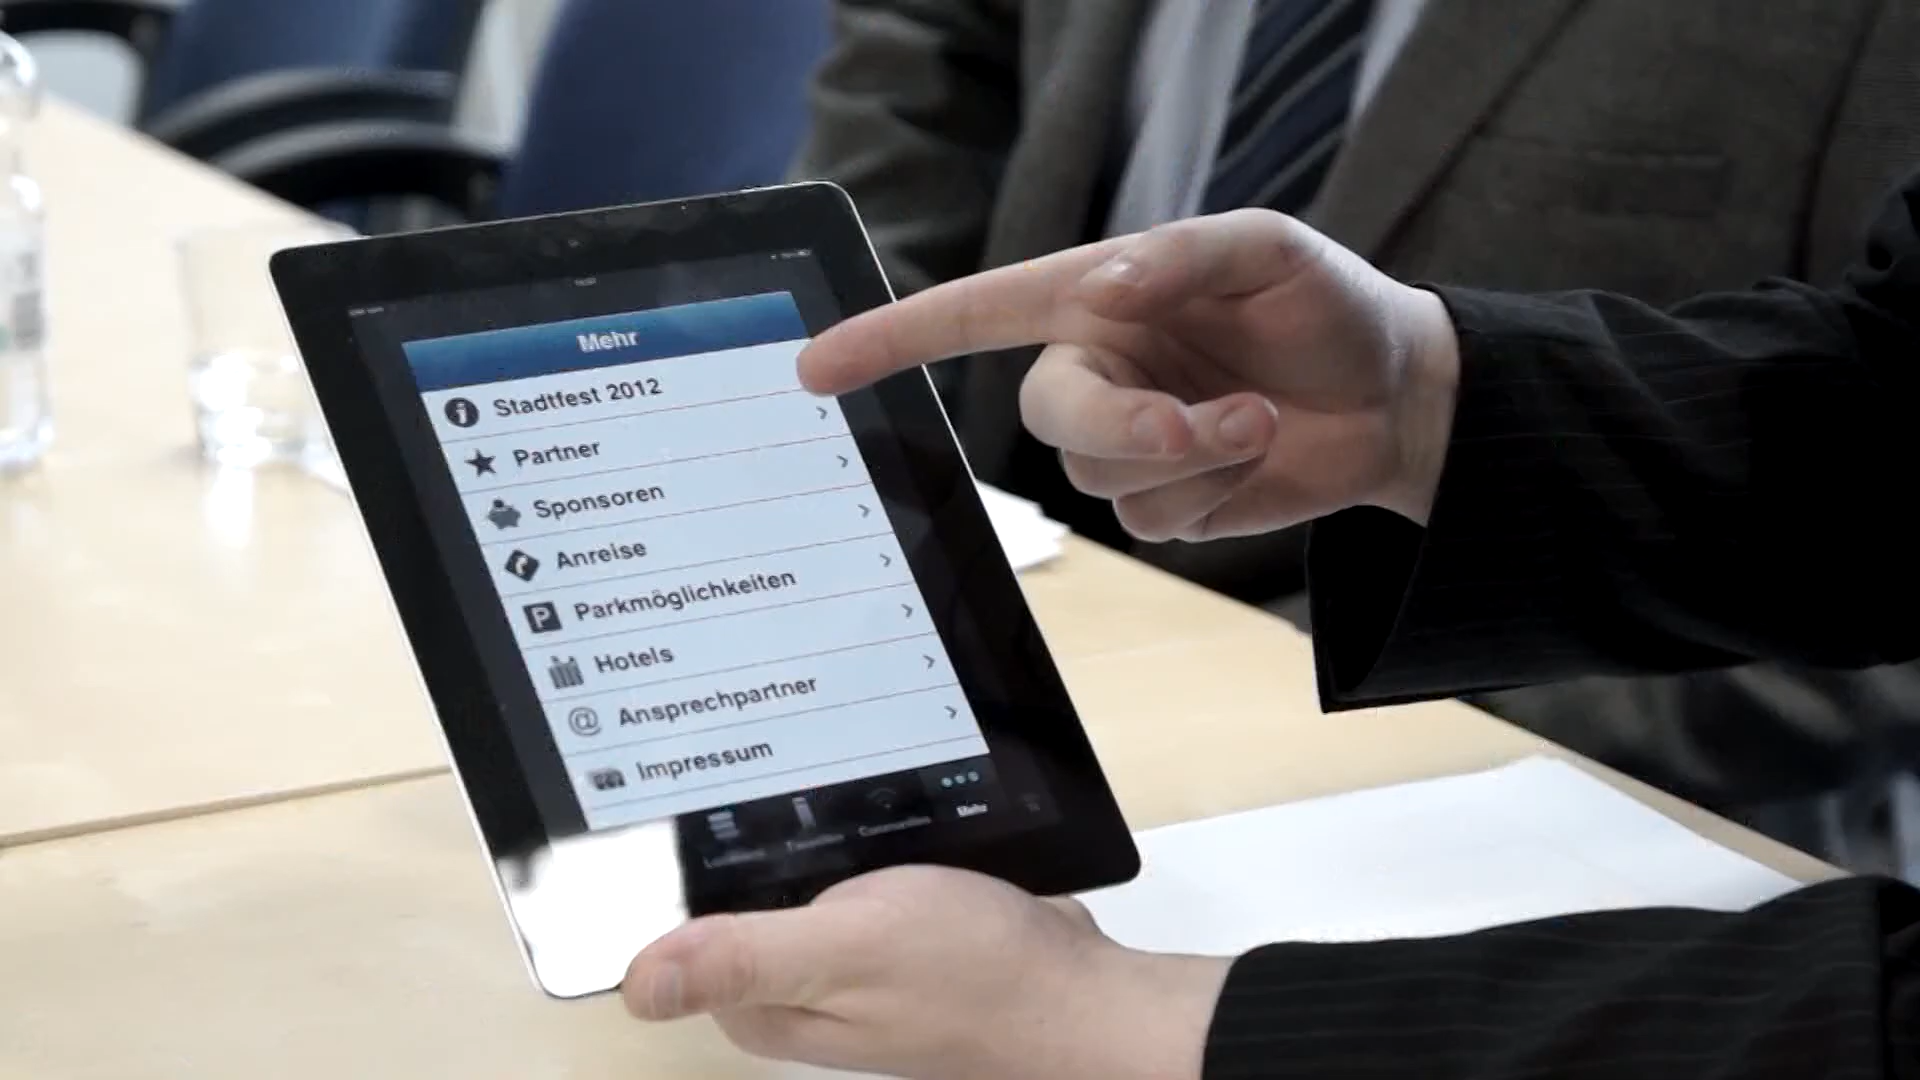 Mehr
Stadtfest 2012
Partner
Sponsoren
Anreise
Parkmöglichkeiten
Hotels
Ansprechpartner
Impressum
Mehr